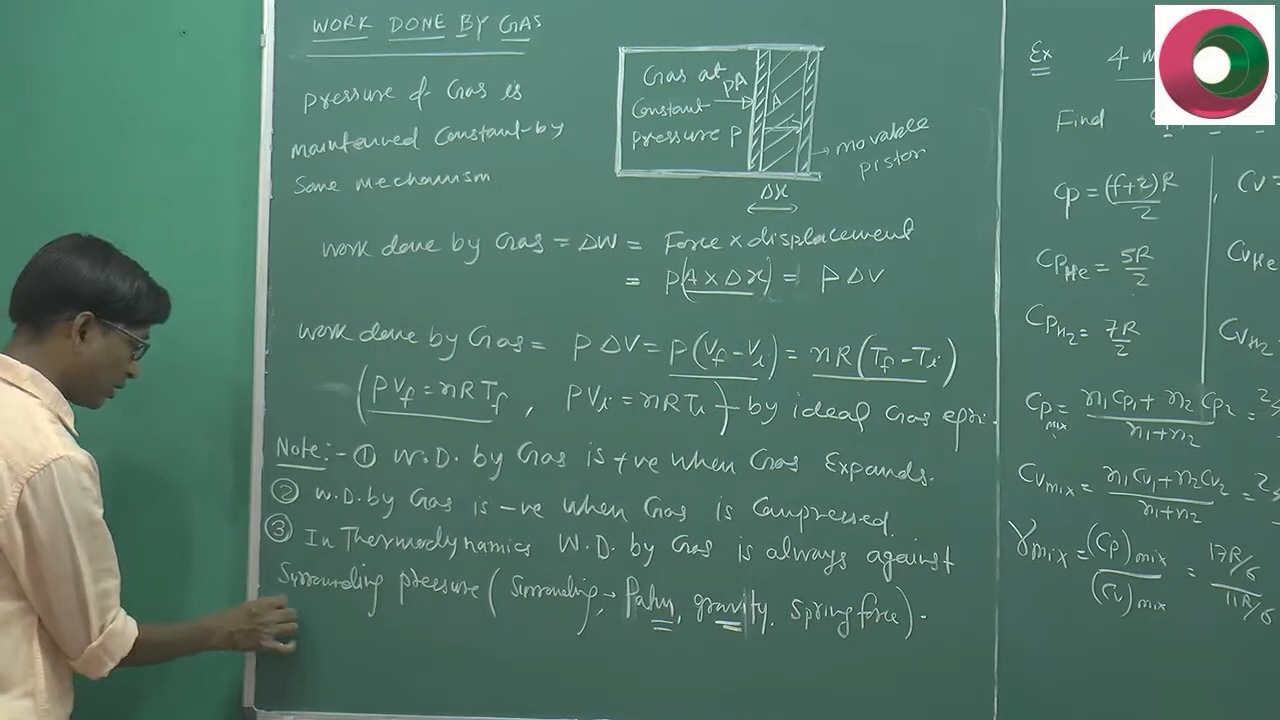 WORK DONE BY GAS
Pressure of Gas is
maintained Constant by
Some mechanism.
Gas at
Constant
pressure P
PA
A
→ movable
piston
Δx
Work done by Gas = ΔW = Force × displacement
= P(A × Δx) = P ΔV
Work done by Gas = P ΔV = P(Vf - Vi) = nR(Tf - Ti)
(PVf = nRTf, PVi = nRTi) by ideal Gas eqn.
Note:- ① W.D. by Gas is +ve when Gas Expands.
② W.D. by Gas is -ve when Gas is Compressed.
③ In Thermodynamics W.D. by Gas is always against
Surrounding pressure (Surrounding → Patm, gravity, Spring force).
Ex 4
Find
Cp = (f+2)R/2 , Cv =
CpHe = 5R/2 CvHe
CpH2 = 7R/2 CvH2
Cpmix = n1Cp1 + n2Cp2 / n1+n2 =
Cvmix = n1Cv1 + n2Cv2 / n1+n2 =
γmix = (Cp)mix / (Cv)mix = 17R/6 / 11R/6